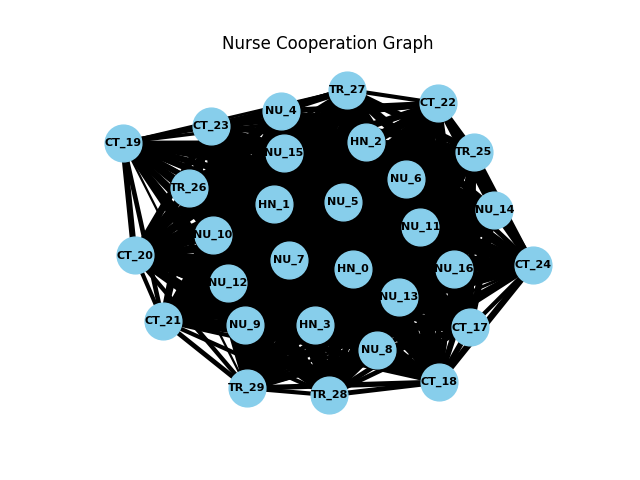 Nurse Cooperation Graph
TR_27
CT_22
NU_4
CT_23
CT_19
HN_2
NU_15
TR_25
NU_6
TR_26
HN_1
NU_5
NU_14
NU_11
NU_10
CT_20
NU_7
HN_0
NU_16
CT_24
NU_12
NU_13
CT_21
NU_9
HN_3
CT_17
NU_8
CT_18
TR_29
TR_28